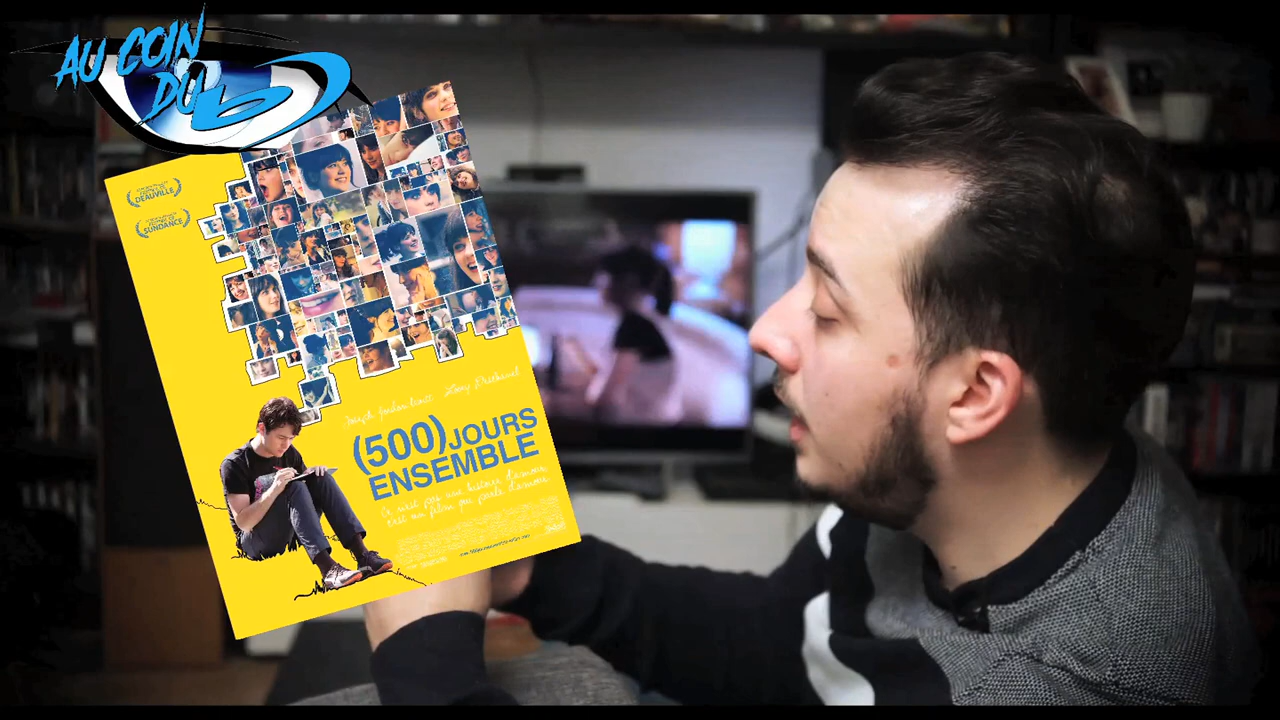 AU COIN
DU b
DEAUVILLE
SUNDANCE
Joseph Gordon-Levitt Zooey Deschanel
(500) JOURS
ENSEMBLE
Ce n'est pas une histoire d'amour,
c'est un film qui parle d'amour.